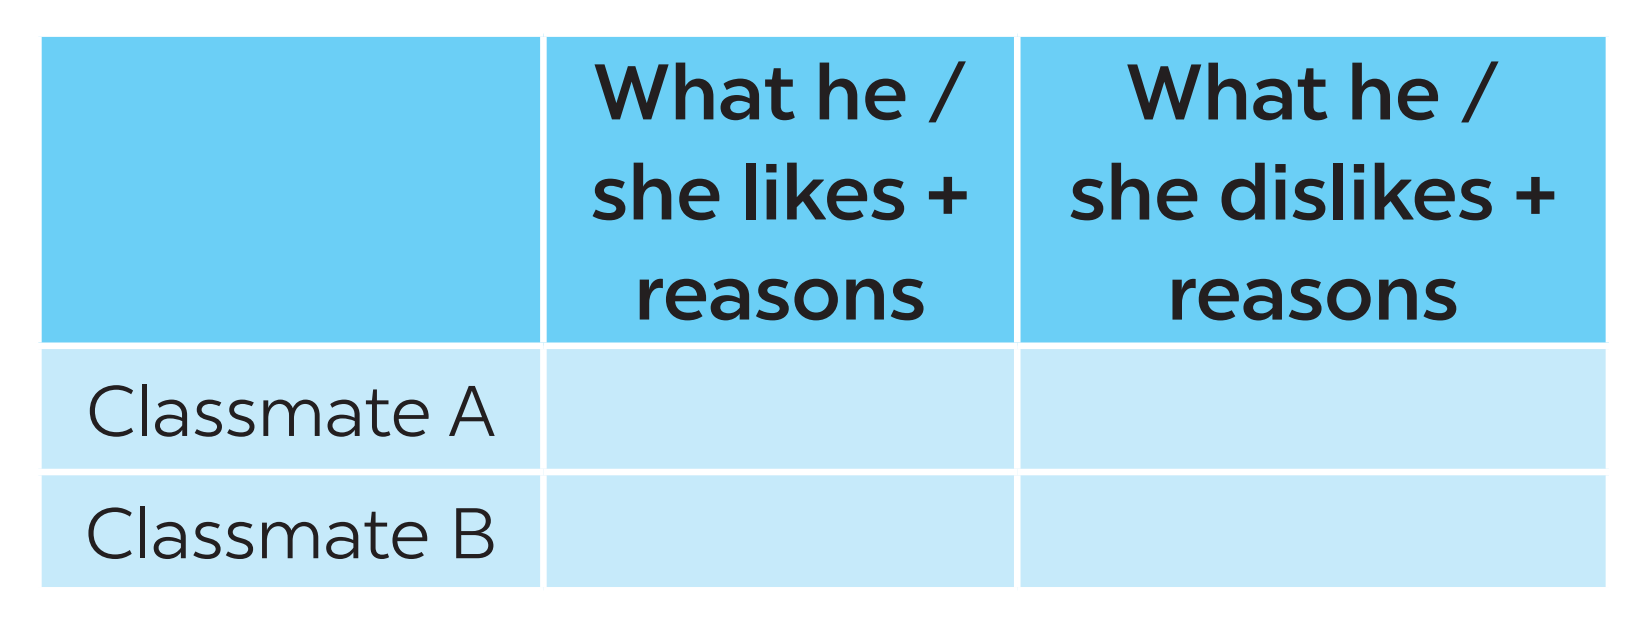 What he /
she likes +
reasons
What he /
she dislikes +
reasons
Classmate A
Classmate B